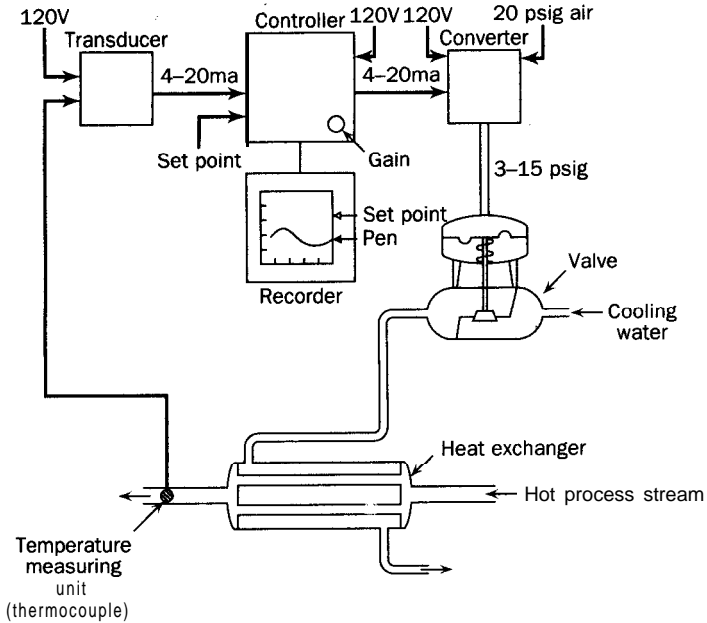 120V
Transducer
Controller
120V
120V
20 psig air
Converter
4–20ma
4–20ma
Set point
Gain
3–15 psig
Set point
Pen
Recorder
Valve
Cooling
water
Heat exchanger
Hot process stream
Temperature
measuring
unit
(thermocouple)